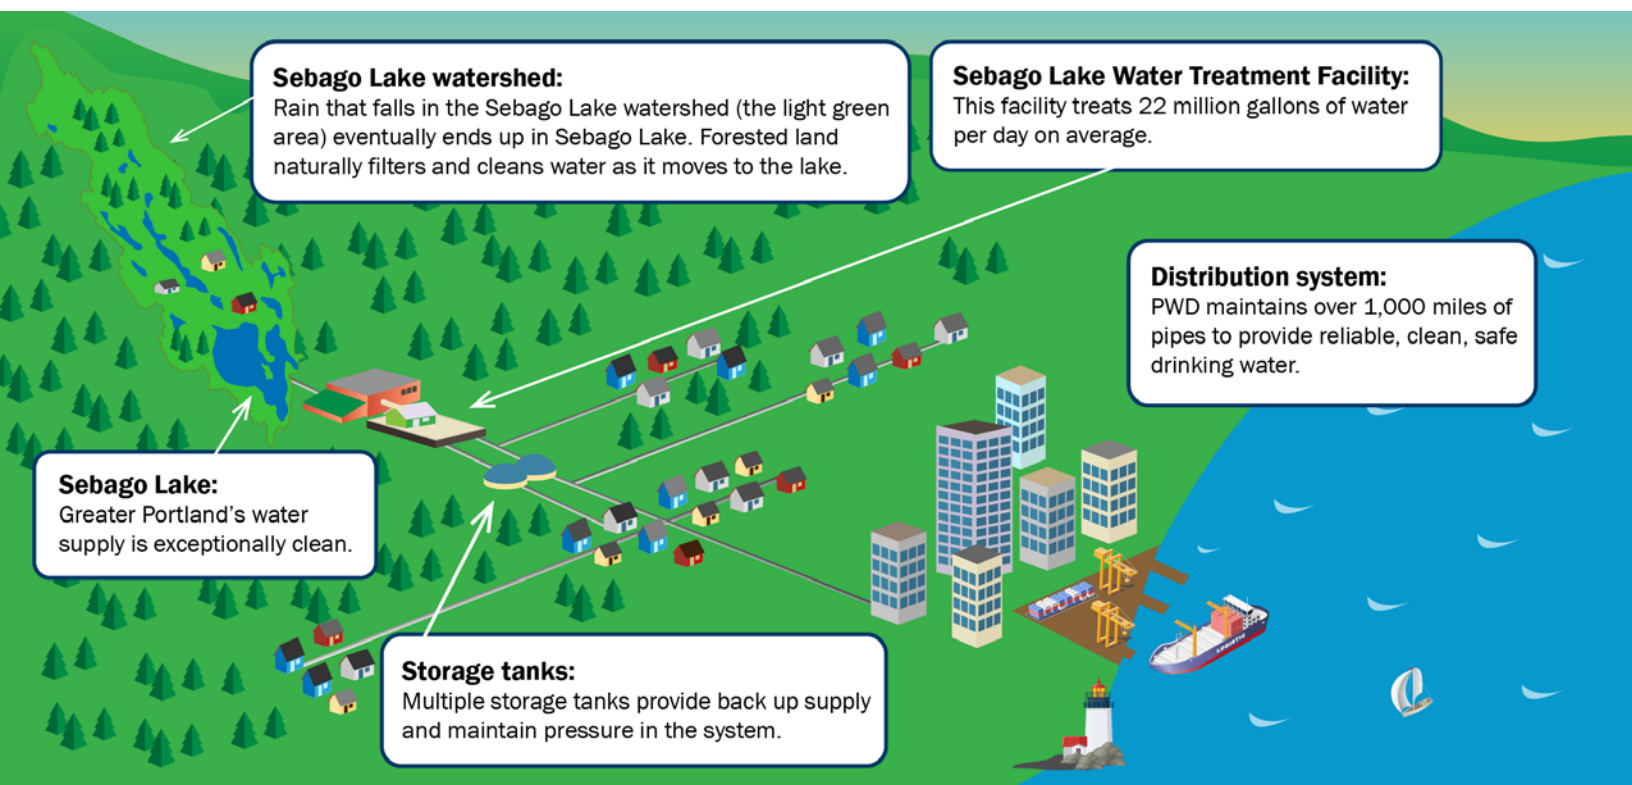 Sebago Lake watershed:
Rain that falls in the Sebago Lake watershed (the light green
area) eventually ends up in Sebago Lake. Forested land
naturally filters and cleans water as it moves to the lake.
Sebago Lake Water Treatment Facility:
This facility treats 22 million gallons of water
per day on average.
Distribution system:
PWD maintains over 1,000 miles of
pipes to provide reliable, clean, safe
drinking water.
Sebago Lake:
Greater Portland’s water
supply is exceptionally clean.
Storage tanks:
Multiple storage tanks provide back up supply
and maintain pressure in the system.
LOGISTIC